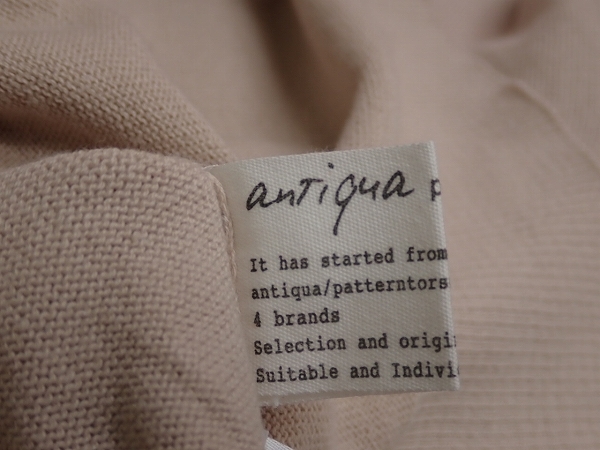 antiqua p
It has started from
antiqua/patterntors
4 brands
Selection and origi
Suitable and Indivi